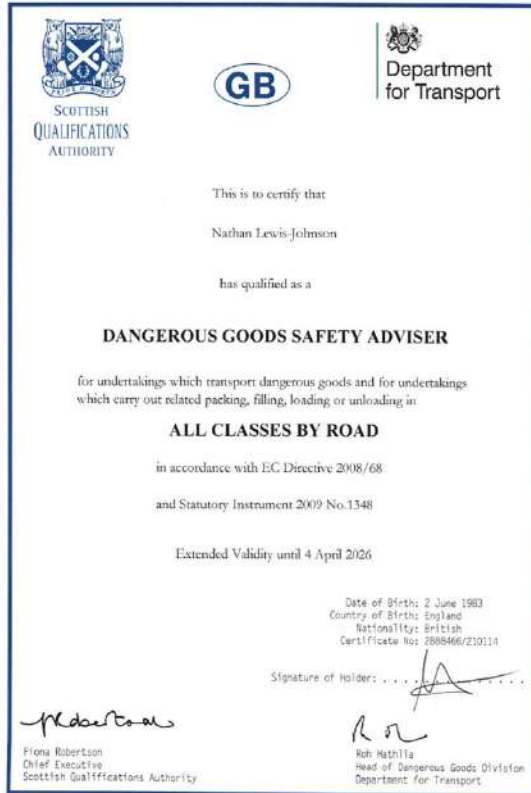 SCOTTISH
QUALIFICATIONS
AUTHORITY
GB
Department
for Transport
This is to certify that
Nathan Lewis-Johnson
has qualified as a
DANGEROUS GOODS SAFETY ADVISER
for undertakings which transport dangerous goods and for undertakings
which carry out related packing, filling, loading or unloading in
ALL CLASSES BY ROAD
in accordance with EC Directive 2008/68
and Statutory Instrument 2009 No.1348
Extended Validity until 4 April 2026
Date of Birth: 2 June 1983
Country of Birth: England
Nationality: British
Certificate No: 2888466/210114
Signature of Holder: . . . . . . . . . . . . . .
Fiona Robertson
Chief Executive
Scottish Qualifications Authority
Roh Hathlia
Head of Dangerous Goods Division
Department for Transport